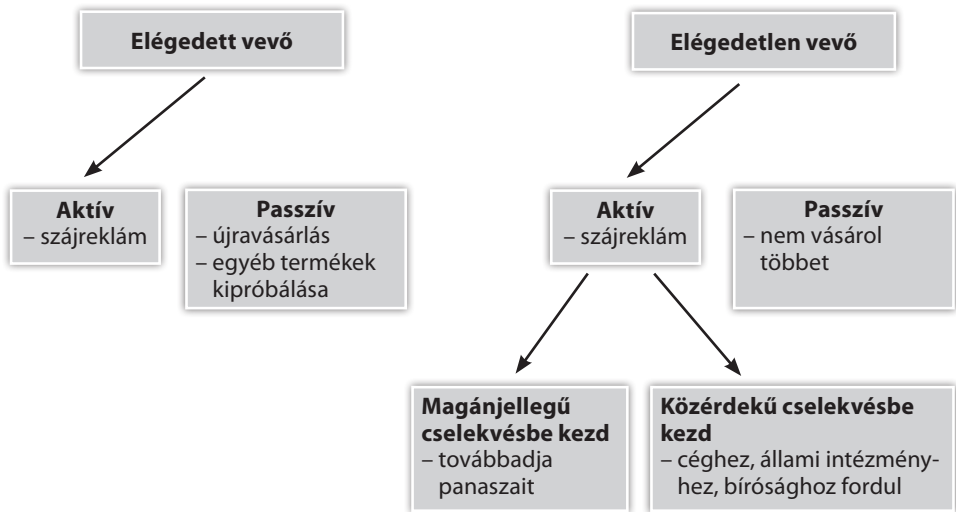 Elégedett vevő
Elégedetlen vevő
Aktív
– szájreklám
Passzív
– újravásárlás
– egyéb termékek
kipróbálása
Aktív
– szájreklám
Passzív
– nem vásárol
többet
Magánjellegű
cselekvésbe kezd
– továbbadja
panaszait
Közérdekű cselekvésbe
kezd
– céghez, állami intézmény-
hez, bírósághoz fordul